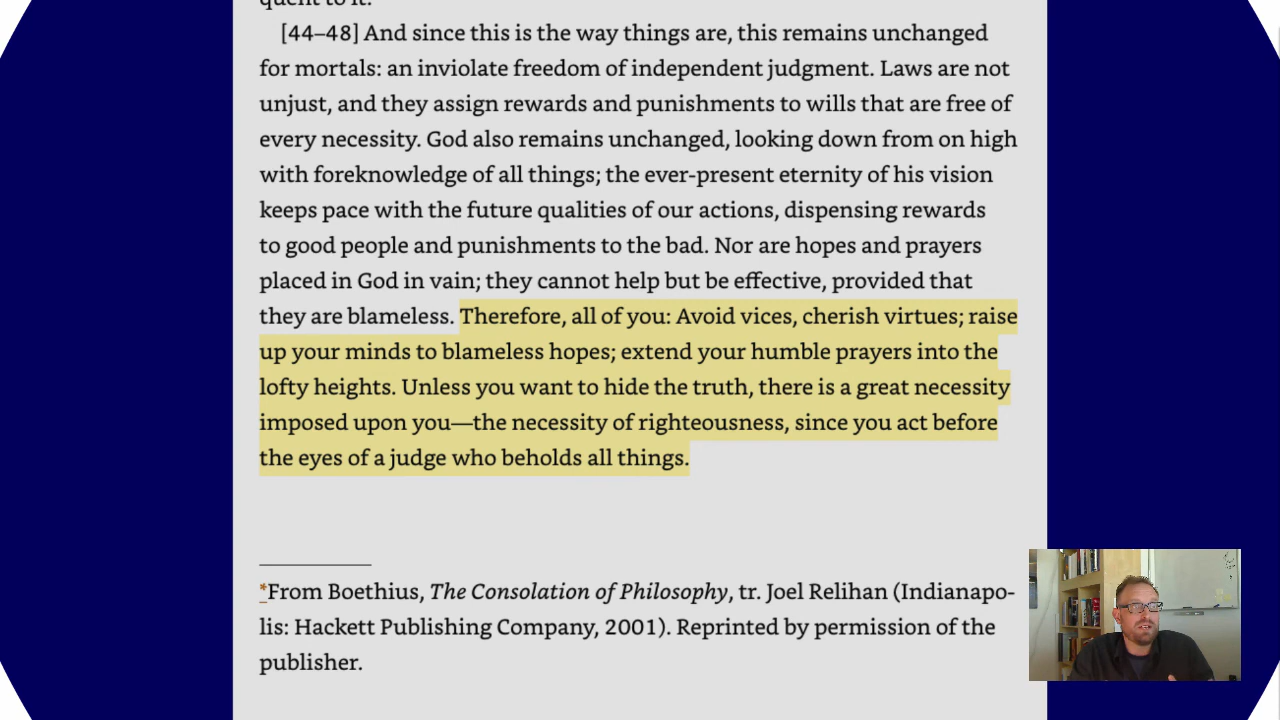 quent to it.
[44–48] And since this is the way things are, this remains unchanged
for mortals: an inviolate freedom of independent judgment. Laws are not
unjust, and they assign rewards and punishments to wills that are free of
every necessity. God also remains unchanged, looking down from on high
with foreknowledge of all things; the ever-present eternity of his vision
keeps pace with the future qualities of our actions, dispensing rewards
to good people and punishments to the bad. Nor are hopes and prayers
placed in God in vain; they cannot help but be effective, provided that
they are blameless. Therefore, all of you: Avoid vices, cherish virtues; raise
up your minds to blameless hopes; extend your humble prayers into the
lofty heights. Unless you want to hide the truth, there is a great necessity
imposed upon you—the necessity of righteousness, since you act before
the eyes of a judge who beholds all things.
*From Boethius, The Consolation of Philosophy, tr. Joel Relihan (Indianapo-
lis: Hackett Publishing Company, 2001). Reprinted by permission of the
publisher.